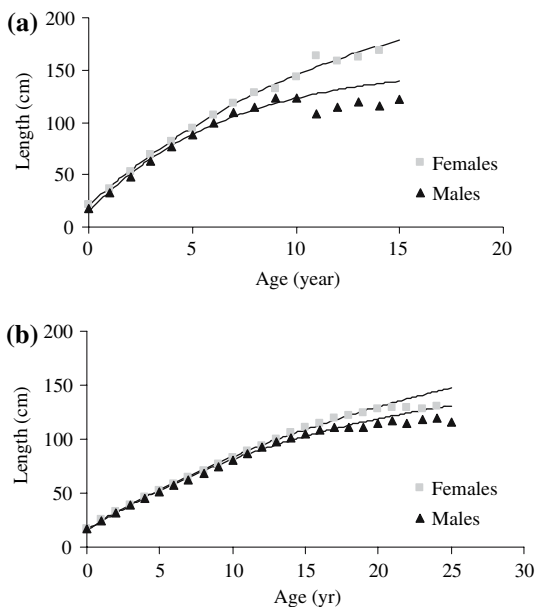 (a)
200
150
100
50
0
Length (cm)
Females
Males
0 5 10 15 20
Age (year)
(b)
200
150
100
50
0
Length (cm)
Females
Males
0 5 10 15 20 25 30
Age (yr)